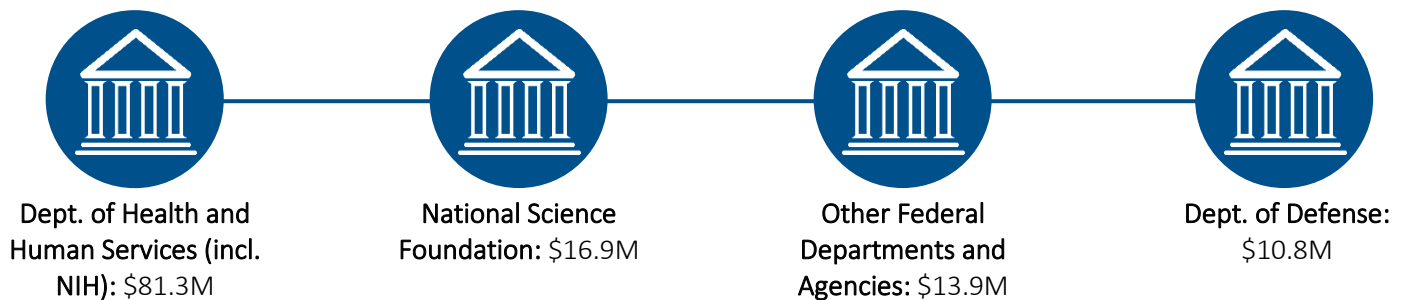 Dept. of Health and
Human Services (incl.
NIH): $81.3M
National Science
Foundation: $16.9M
Other Federal
Departments and
Agencies: $13.9M
Dept. of Defense:
$10.8M